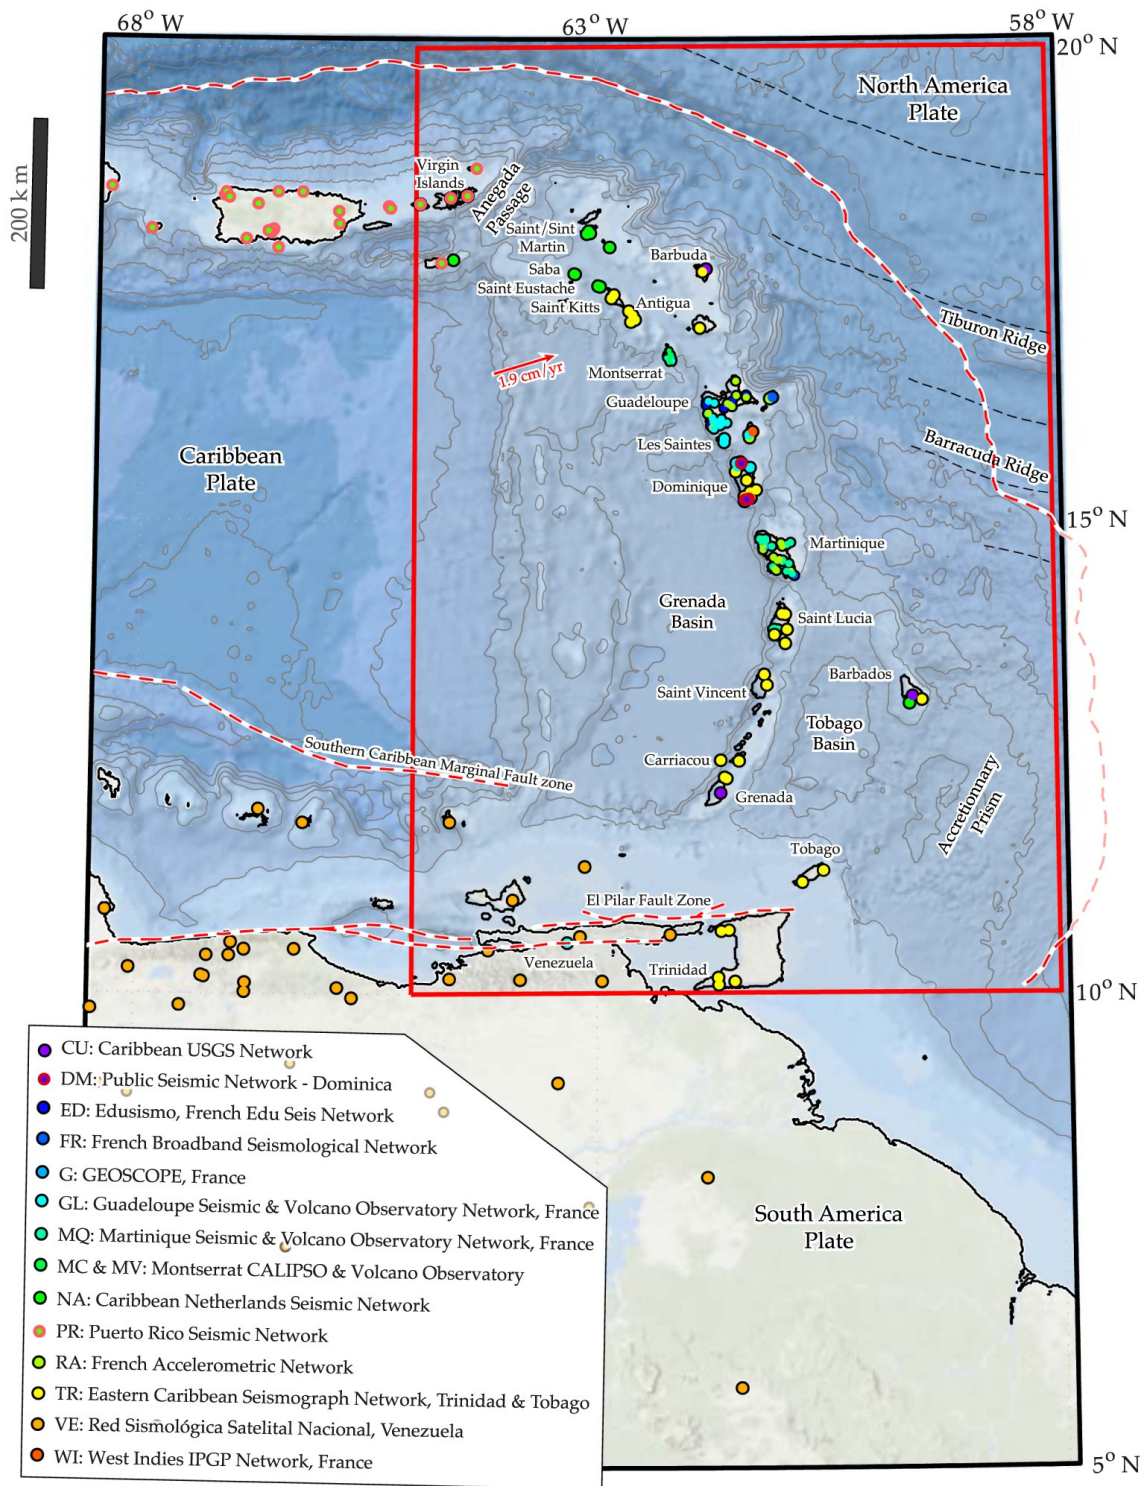 68° W
63° W
58° W
20° N
North America
Plate
200 km
Virgin
Islands
Anegada
Passage
Saint/Sint
Martin
Barbuda
Saba
Saint Eustache
Saint Kitts
Antigua
Tiburon Ridge
1.9 cm/yr
Montserrat
Guadeloupe
Les Saintes
Barracuda Ridge
Caribbean
Plate
Dominique
15° N
Martinique
Grenada
Basin
Saint Lucia
Barbados
Saint Vincent
Tobago
Basin
Southern Caribbean Marginal Fault zone
Carriacou
Grenada
Accretionnary
Prism
Tobago
El Pilar Fault Zone
Venezuela
Trinidad
10° N
CU: Caribbean USGS Network
DM: Public Seismic Network - Dominica
ED: Edusismo, French Edu Seis Network
FR: French Broadband Seismological Network
G: GEOSCOPE, France
GL: Guadeloupe Seismic & Volcano Observatory Network, France
MQ: Martinique Seismic & Volcano Observatory Network, France
MC & MV: Montserrat CALIPSO & Volcano Observatory
NA: Caribbean Netherlands Seismic Network
PR: Puerto Rico Seismic Network
RA: French Accelerometric Network
TR: Eastern Caribbean Seismograph Network, Trinidad & Tobago
VE: Red Sismológica Satelital Nacional, Venezuela
WI: West Indies IPGP Network, France
South America
Plate
5° N